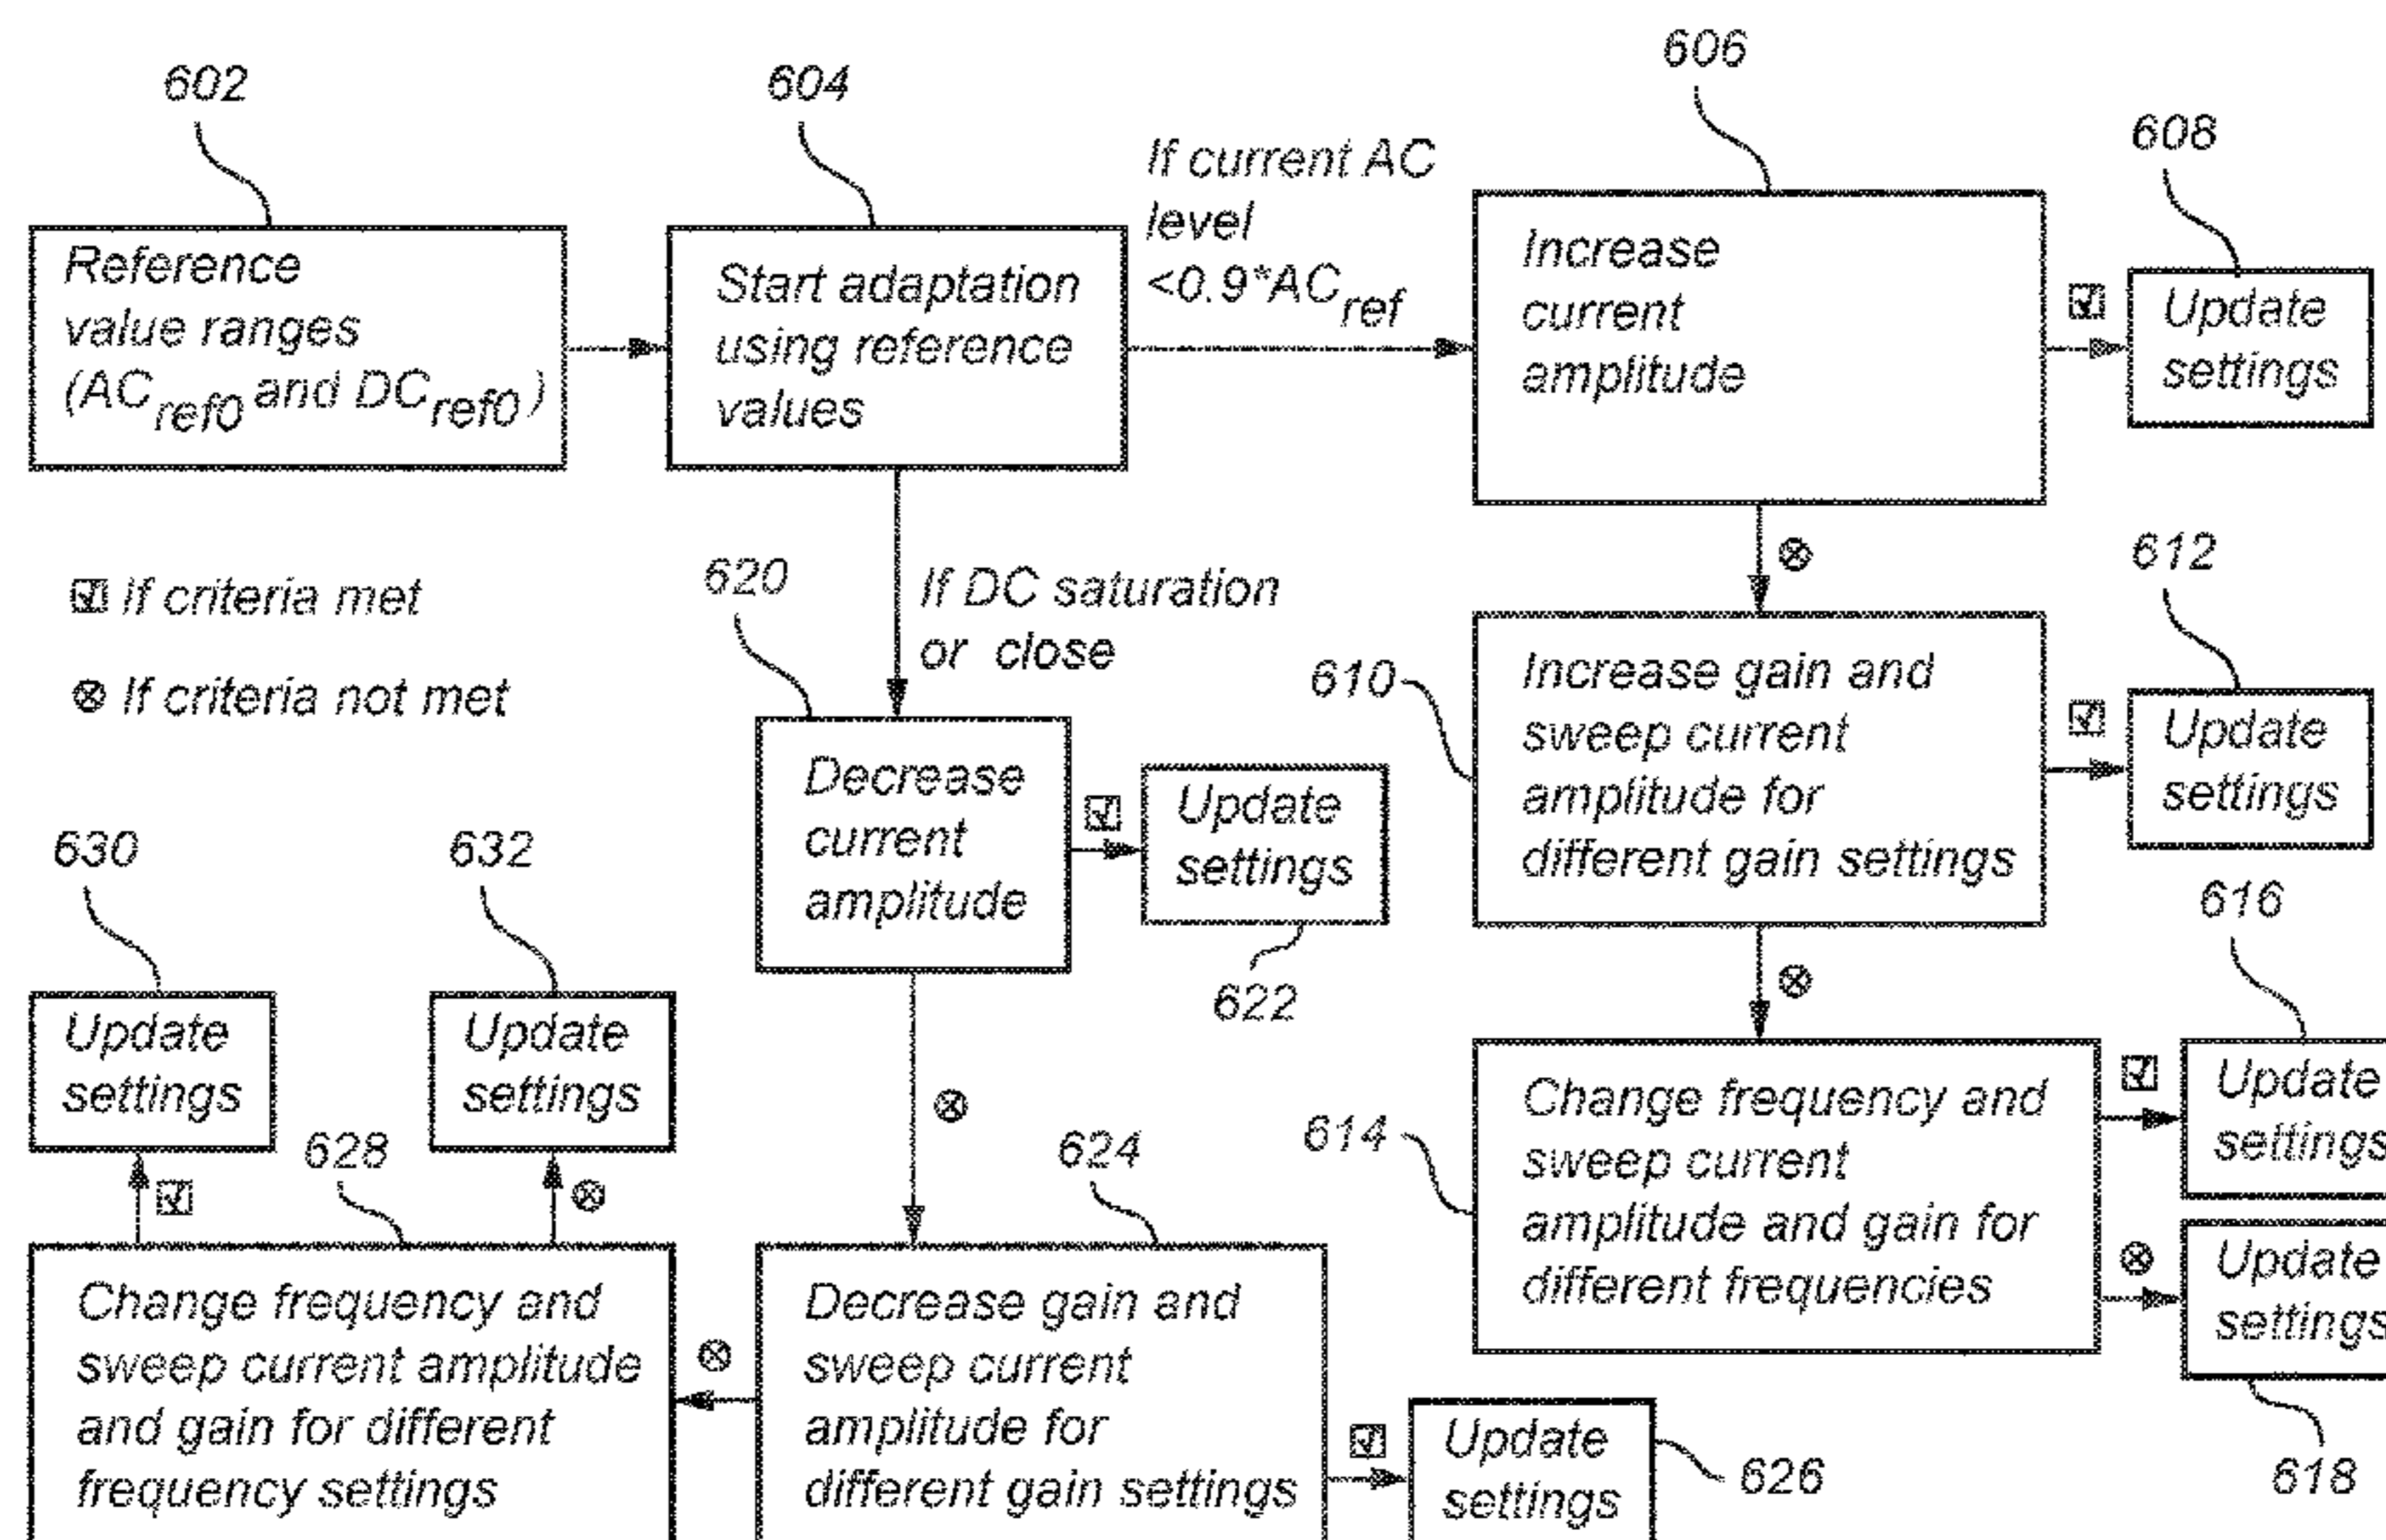 602
Reference
value ranges
(ACref0 and DCref0)
604
Start adaptation
using reference
values
If current AC
level
<0.9*ACref
606
Increase
current
amplitude
608
Update
settings
☑ If criteria met
⊗ If criteria not met
620
If DC saturation
or close
Decrease
current
amplitude
☑
Update
settings
622
☑
⊗
610
Increase gain and
sweep current
amplitude for
different gain settings
☑
612
Update
settings
⊗
614
Change frequency and
sweep current
amplitude and gain for
different frequencies
☑
616
Update
settings
⊗
Update
settings
618
630
Update
settings
632
Update
settings
☑
⊗
628
Change frequency and
sweep current amplitude
and gain for different
frequency settings
⊗
⊗
624
Decrease gain and
sweep current
amplitude for
different gain settings
☑
Update
settings
626